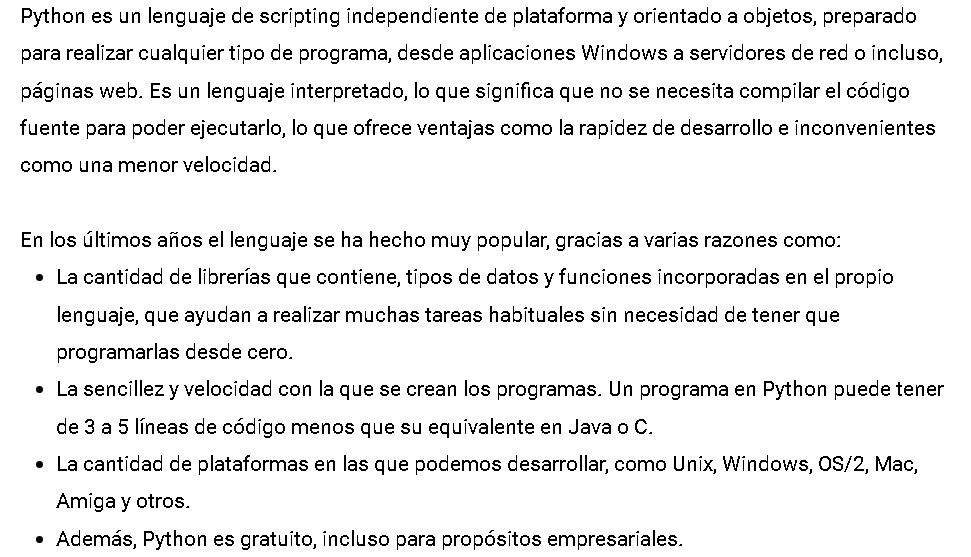 Python es un lenguaje de scripting independiente de plataforma y orientado a objetos, preparado
para realizar cualquier tipo de programa, desde aplicaciones Windows a servidores de red o incluso,
páginas web. Es un lenguaje interpretado, lo que significa que no se necesita compilar el código
fuente para poder ejecutarlo, lo que ofrece ventajas como la rapidez de desarrollo e inconvenientes
como una menor velocidad.
En los últimos años el lenguaje se ha hecho muy popular, gracias a varias razones como:
• La cantidad de librerías que contiene, tipos de datos y funciones incorporadas en el propio
lenguaje, que ayudan a realizar muchas tareas habituales sin necesidad de tener que
programarlas desde cero.
• La sencillez y velocidad con la que se crean los programas. Un programa en Python puede tener
de 3 a 5 líneas de código menos que su equivalente en Java o C.
• La cantidad de plataformas en las que podemos desarrollar, como Unix, Windows, OS/2, Mac,
Amiga y otros.
• Además, Python es gratuito, incluso para propósitos empresariales.